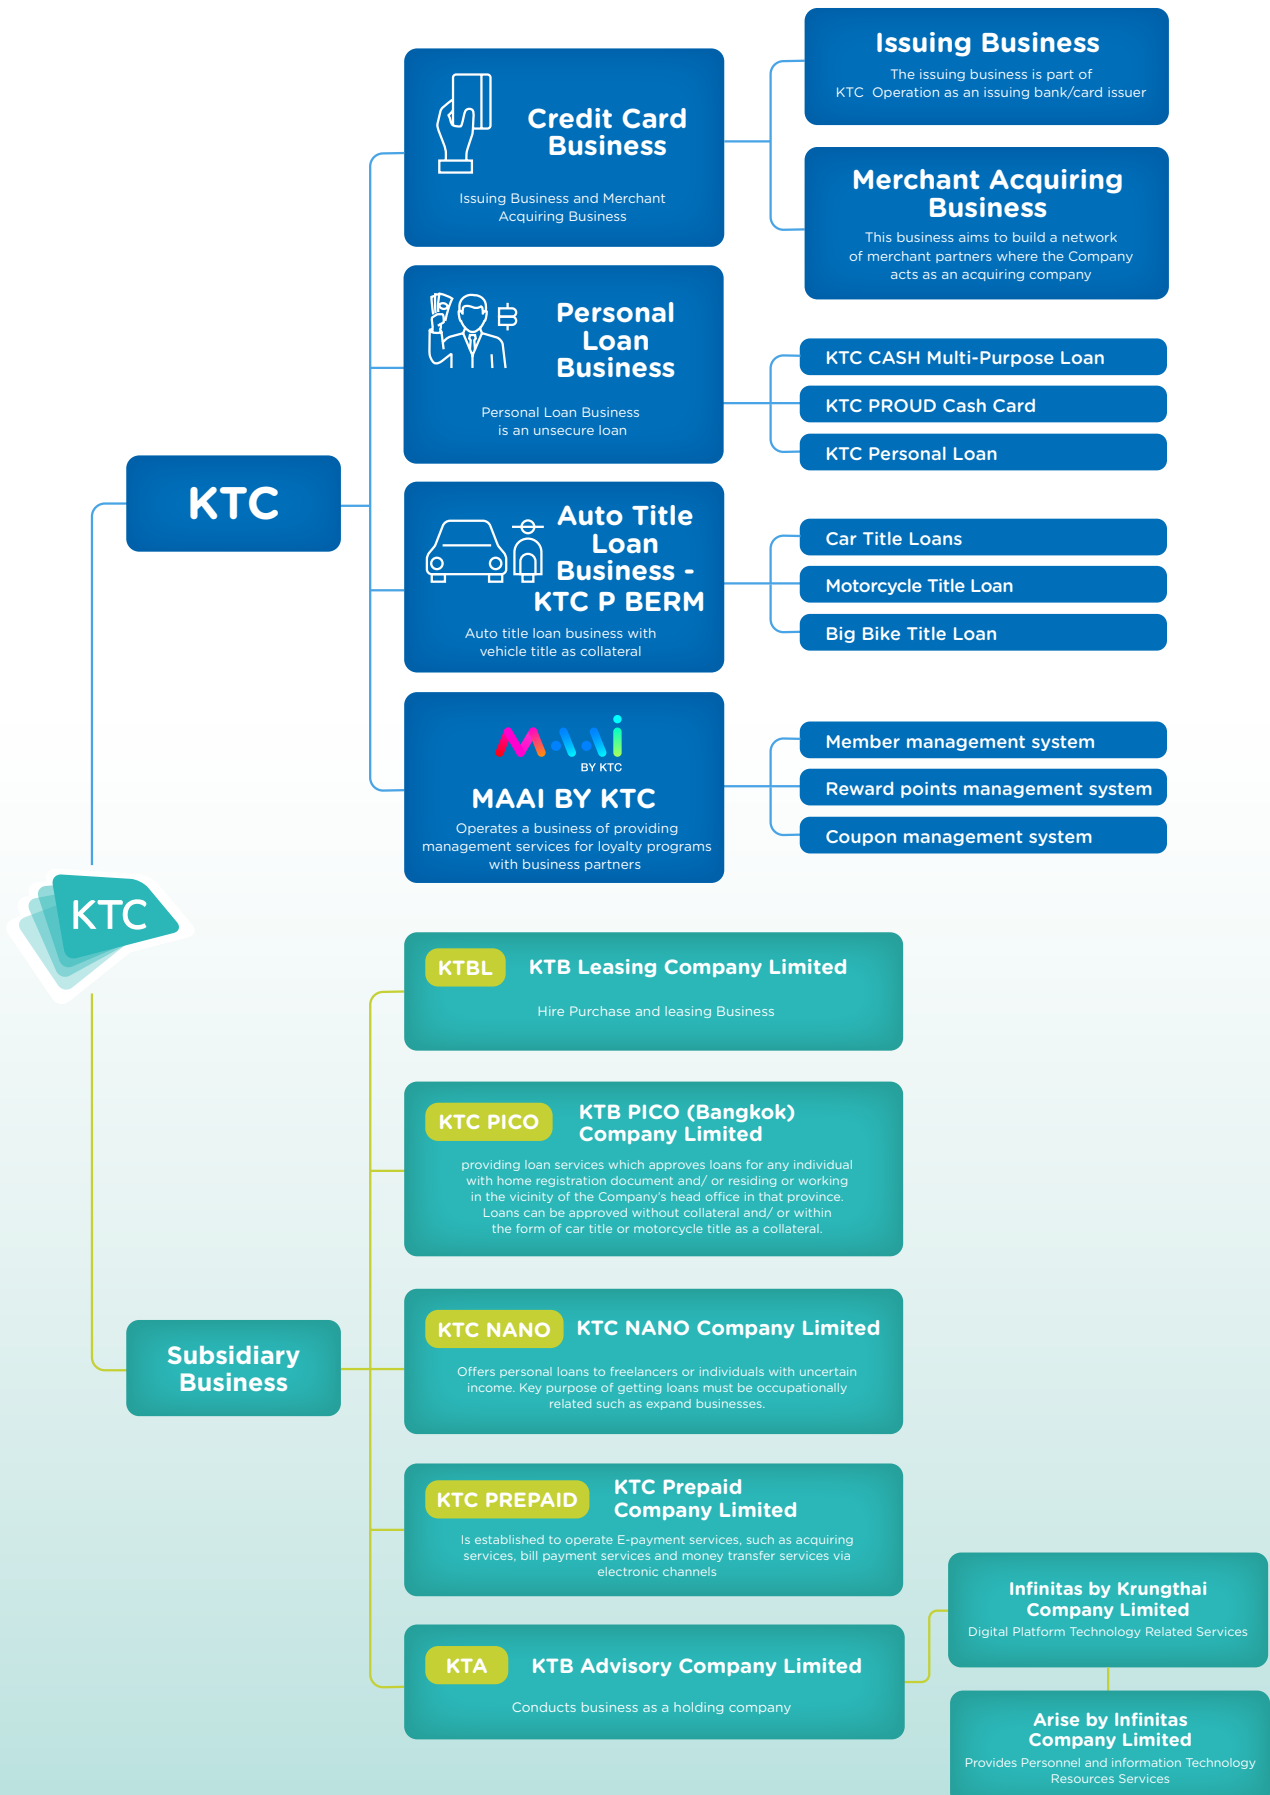 Issuing Business
The issuing business is part of
KTC Operation as an issuing bank/card issuer
Credit Card
Business
Issuing Business and Merchant
Acquiring Business
Merchant Acquiring
Business
This business aims to build a network
of merchant partners where the Company
acts as an acquiring company
Personal
Loan
Business
Personal Loan Business
is an unsecure loan
KTC CASH Multi-Purpose Loan
KTC PROUD Cash Card
KTC Personal Loan
KTC
Auto Title
Loan
Business -
KTC P BERM
Auto title loan business with
vehicle title as collateral
Car Title Loans
Motorcycle Title Loan
Big Bike Title Loan
MAAi
BY KTC
MAAI BY KTC
Operates a business of providing
management services for loyalty programs
with business partners
Member management system
Reward points management system
Coupon management system
KTC
KTBL
KTB Leasing Company Limited
Hire Purchase and leasing Business
KTC PICO
KTB PICO (Bangkok)
Company Limited
providing loan services which approves loans for any individual
with home registration document and/ or residing or working
in the vicinity of the Company's head office in that province.
Loans can be approved without collateral and/ or within
the form of car title or motorcycle title as a collateral.
Subsidiary
Business
KTC NANO
KTC NANO Company Limited
Offers personal loans to freelancers or individuals with uncertain
income. Key purpose of getting loans must be occupationally
related such as expand businesses.
KTC PREPAID
KTC Prepaid
Company Limited
Is established to operate E-payment services, such as acquiring
services, bill payment services and money transfer services via
electronic channels
KTA
KTB Advisory Company Limited
Conducts business as a holding company
Infinitas by Krungthai
Company Limited
Digital Platform Technology Related Services
Arise by Infinitas
Company Limited
Provides Personnel and information Technology
Resources Services